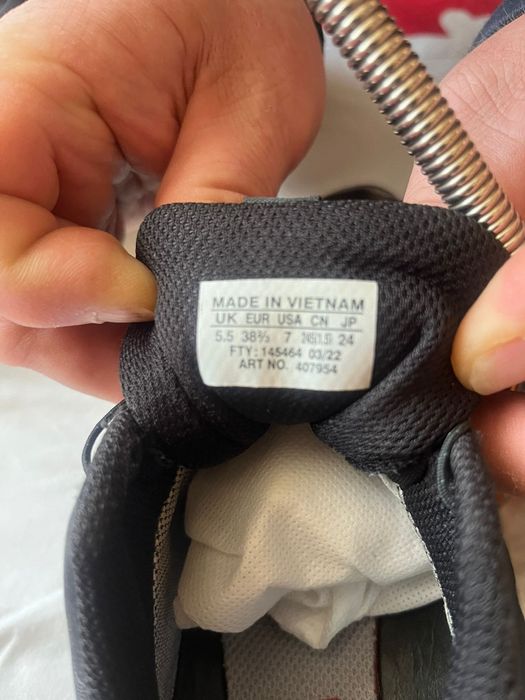 MADE IN VIETNAM
UK EUR USA CN JP
5.5 38⅔ 7 245(1.5) 24
FTY: 145464 03/22
ART NO. 407954